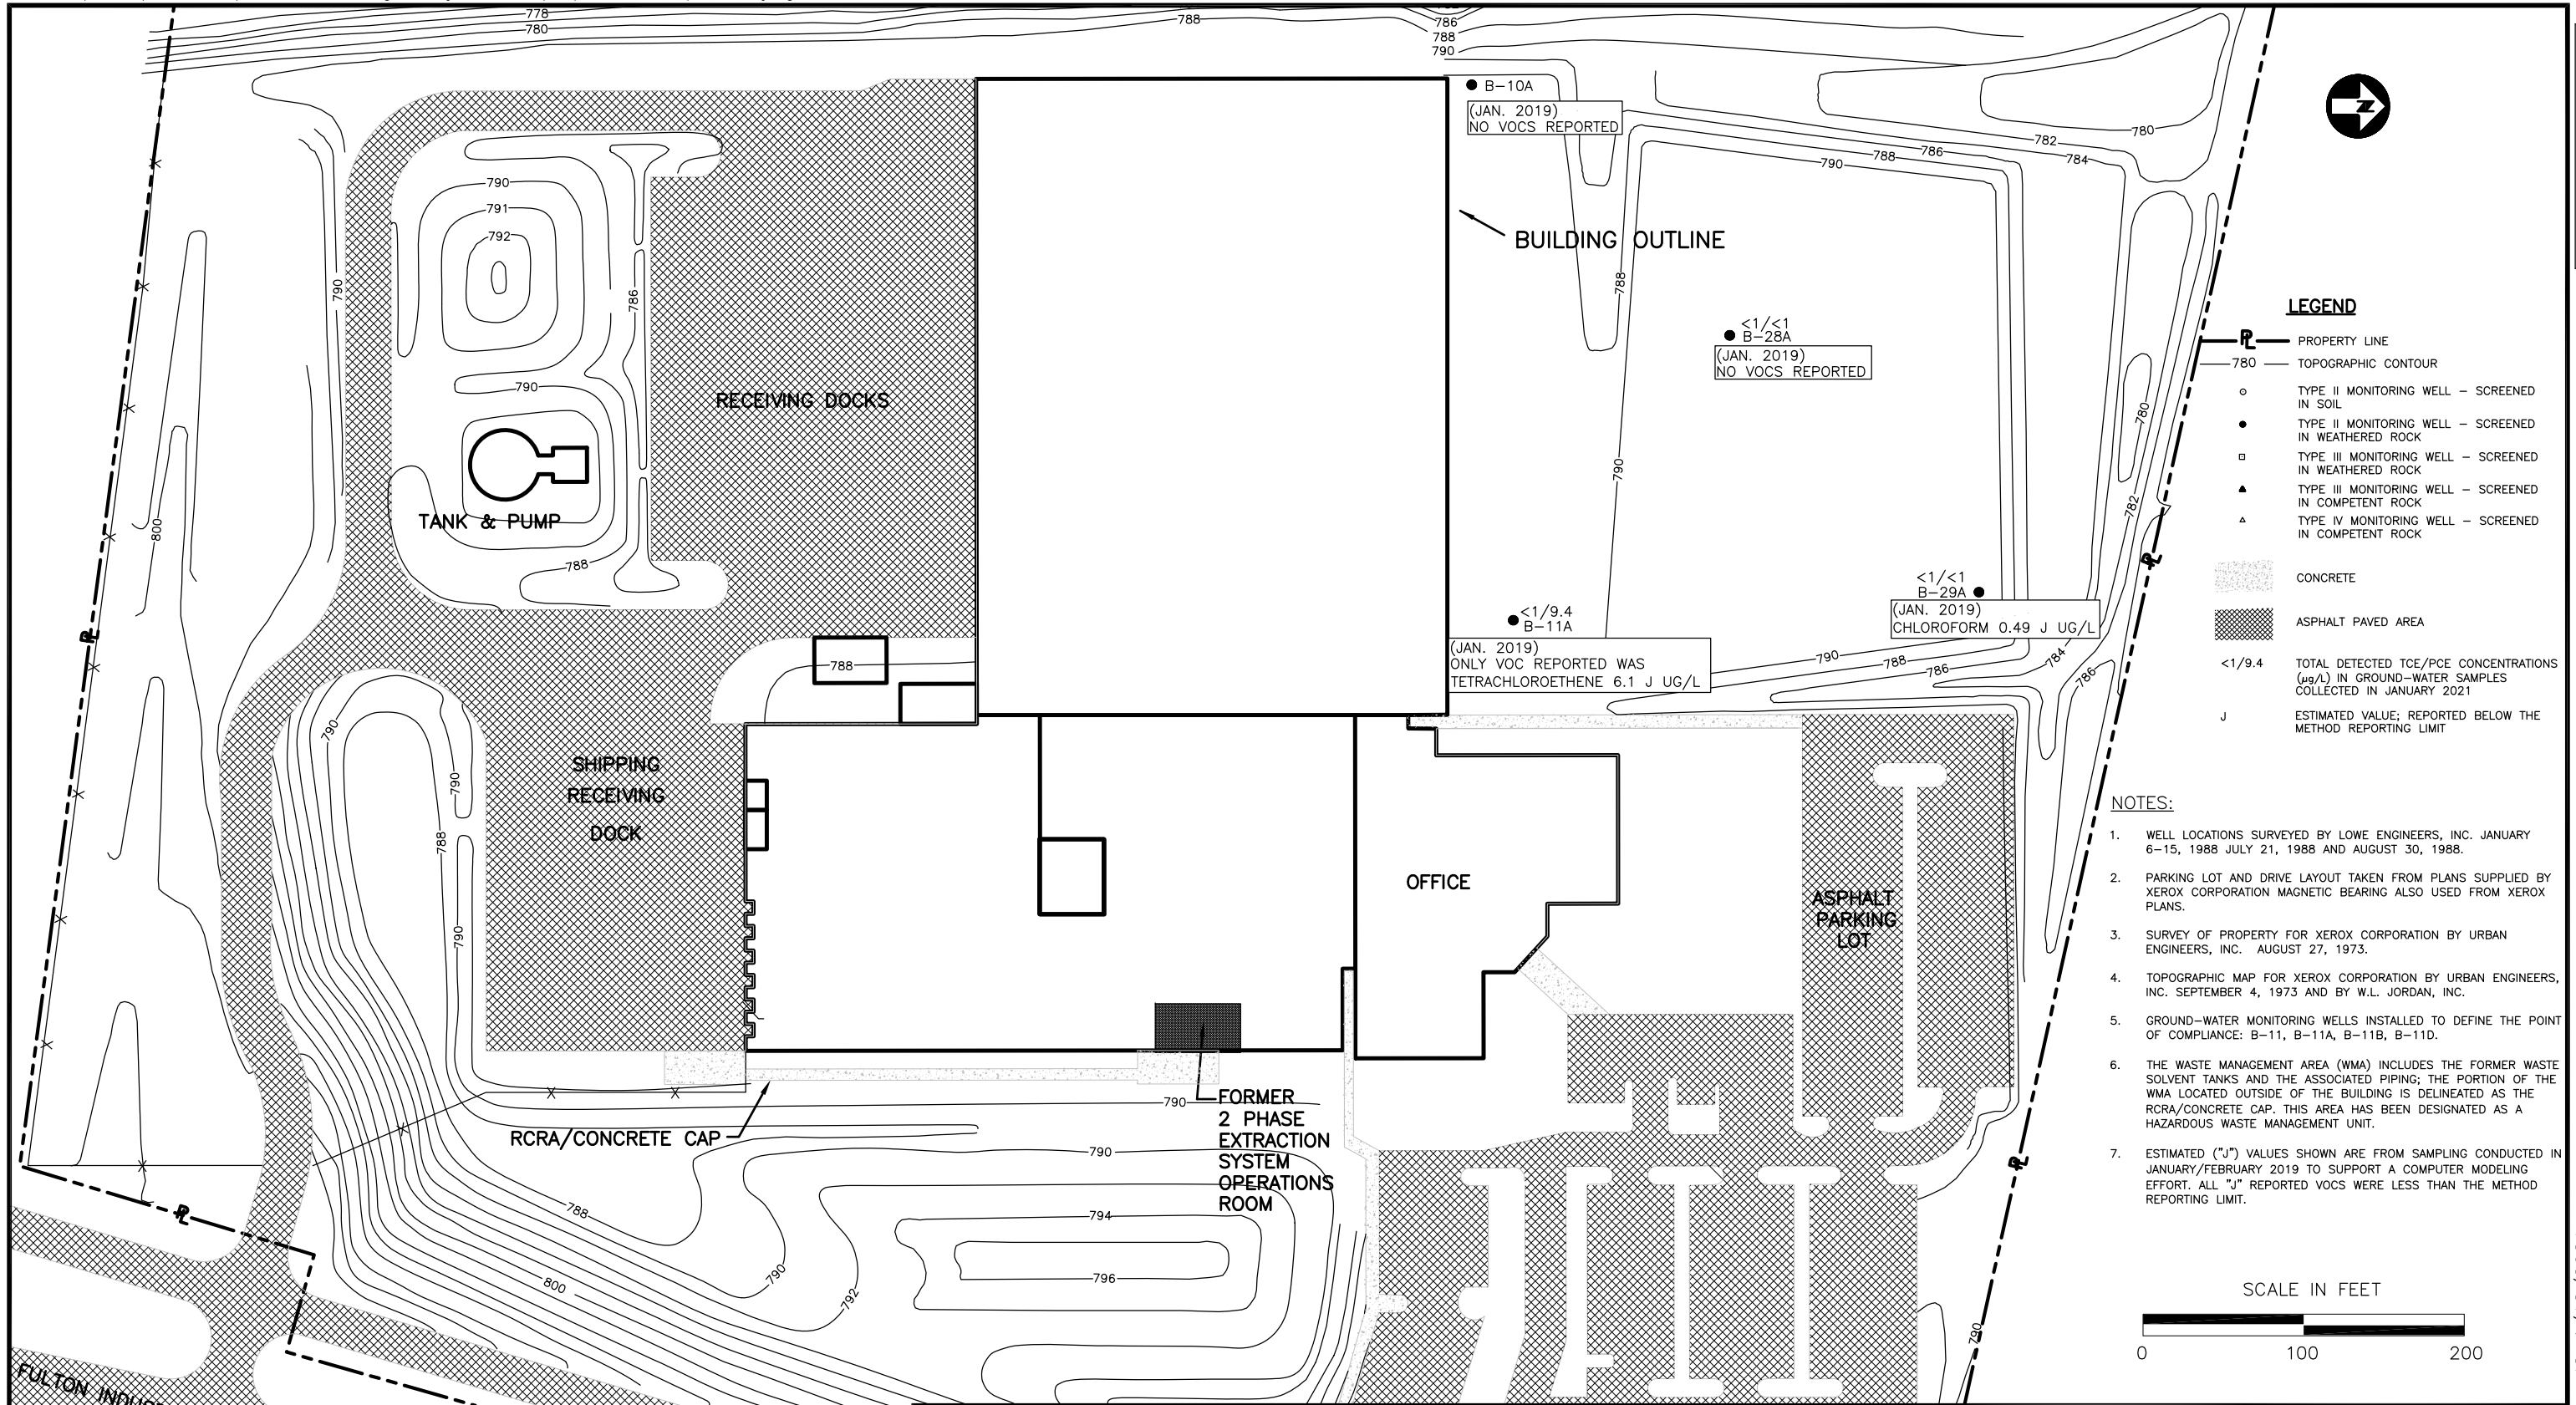 778
780
788
786
788
790
B-10A
(JAN. 2019)
NO VOCS REPORTED
N
780
782
784
786
788
790
790
791
792
790
786
BUILDING OUTLINE
788
<1/<1
B-28A
(JAN. 2019)
NO VOCS REPORTED
790
RECEIVING DOCKS
780
790
782
800
TANK & PUMP
788
<1/<1
B-29A
(JAN. 2019)
CHLOROFORM 0.49 J UG/L
<1/9.4
B-11A
(JAN. 2019)
ONLY VOC REPORTED WAS
TETRACHLOROETHENE 6.1 J UG/L
PL
PL
788
790
788
786
784
786
790
790
788
790
SHIPPING
RECEIVING
DOCK
OFFICE
ASPHALT
PARKING
LOT
790
RCRA/CONCRETE CAP
FORMER
2 PHASE
EXTRACTION
SYSTEM
OPERATIONS
ROOM
790
788
794
796
790
792
800
PL
PL
790
FULTON
LEGEND
PL PROPERTY LINE
780 TOPOGRAPHIC CONTOUR
TYPE II MONITORING WELL – SCREENED
IN SOIL
TYPE II MONITORING WELL – SCREENED
IN WEATHERED ROCK
TYPE III MONITORING WELL – SCREENED
IN WEATHERED ROCK
TYPE III MONITORING WELL – SCREENED
IN COMPETENT ROCK
TYPE IV MONITORING WELL – SCREENED
IN COMPETENT ROCK
CONCRETE
ASPHALT PAVED AREA
<1/9.4 TOTAL DETECTED TCE/PCE CONCENTRATIONS
(µg/L) IN GROUND-WATER SAMPLES
COLLECTED IN JANUARY 2021
J ESTIMATED VALUE; REPORTED BELOW THE
METHOD REPORTING LIMIT
NOTES:
1. WELL LOCATIONS SURVEYED BY LOWE ENGINEERS, INC. JANUARY
6-15, 1988 JULY 21, 1988 AND AUGUST 30, 1988.
2. PARKING LOT AND DRIVE LAYOUT TAKEN FROM PLANS SUPPLIED BY
XEROX CORPORATION MAGNETIC BEARING ALSO USED FROM XEROX
PLANS.
3. SURVEY OF PROPERTY FOR XEROX CORPORATION BY URBAN
ENGINEERS, INC. AUGUST 27, 1973.
4. TOPOGRAPHIC MAP FOR XEROX CORPORATION BY URBAN ENGINEERS,
INC. SEPTEMBER 4, 1973 AND BY W.L. JORDAN, INC.
5. GROUND-WATER MONITORING WELLS INSTALLED TO DEFINE THE POINT
OF COMPLIANCE: B-11, B-11A, B-11B, B-11D.
6. THE WASTE MANAGEMENT AREA (WMA) INCLUDES THE FORMER WASTE
SOLVENT TANKS AND THE ASSOCIATED PIPING; THE PORTION OF THE
WMA LOCATED OUTSIDE OF THE BUILDING IS DELINEATED AS THE
RCRA/CONCRETE CAP. THIS AREA HAS BEEN DESIGNATED AS A
HAZARDOUS WASTE MANAGEMENT UNIT.
7. ESTIMATED ("J") VALUES SHOWN ARE FROM SAMPLING CONDUCTED IN
JANUARY/FEBRUARY 2019 TO SUPPORT A COMPUTER MODELING
EFFORT. ALL "J" REPORTED VOCS WERE LESS THAN THE METHOD
REPORTING LIMIT.
SCALE IN FEET
0 100 200